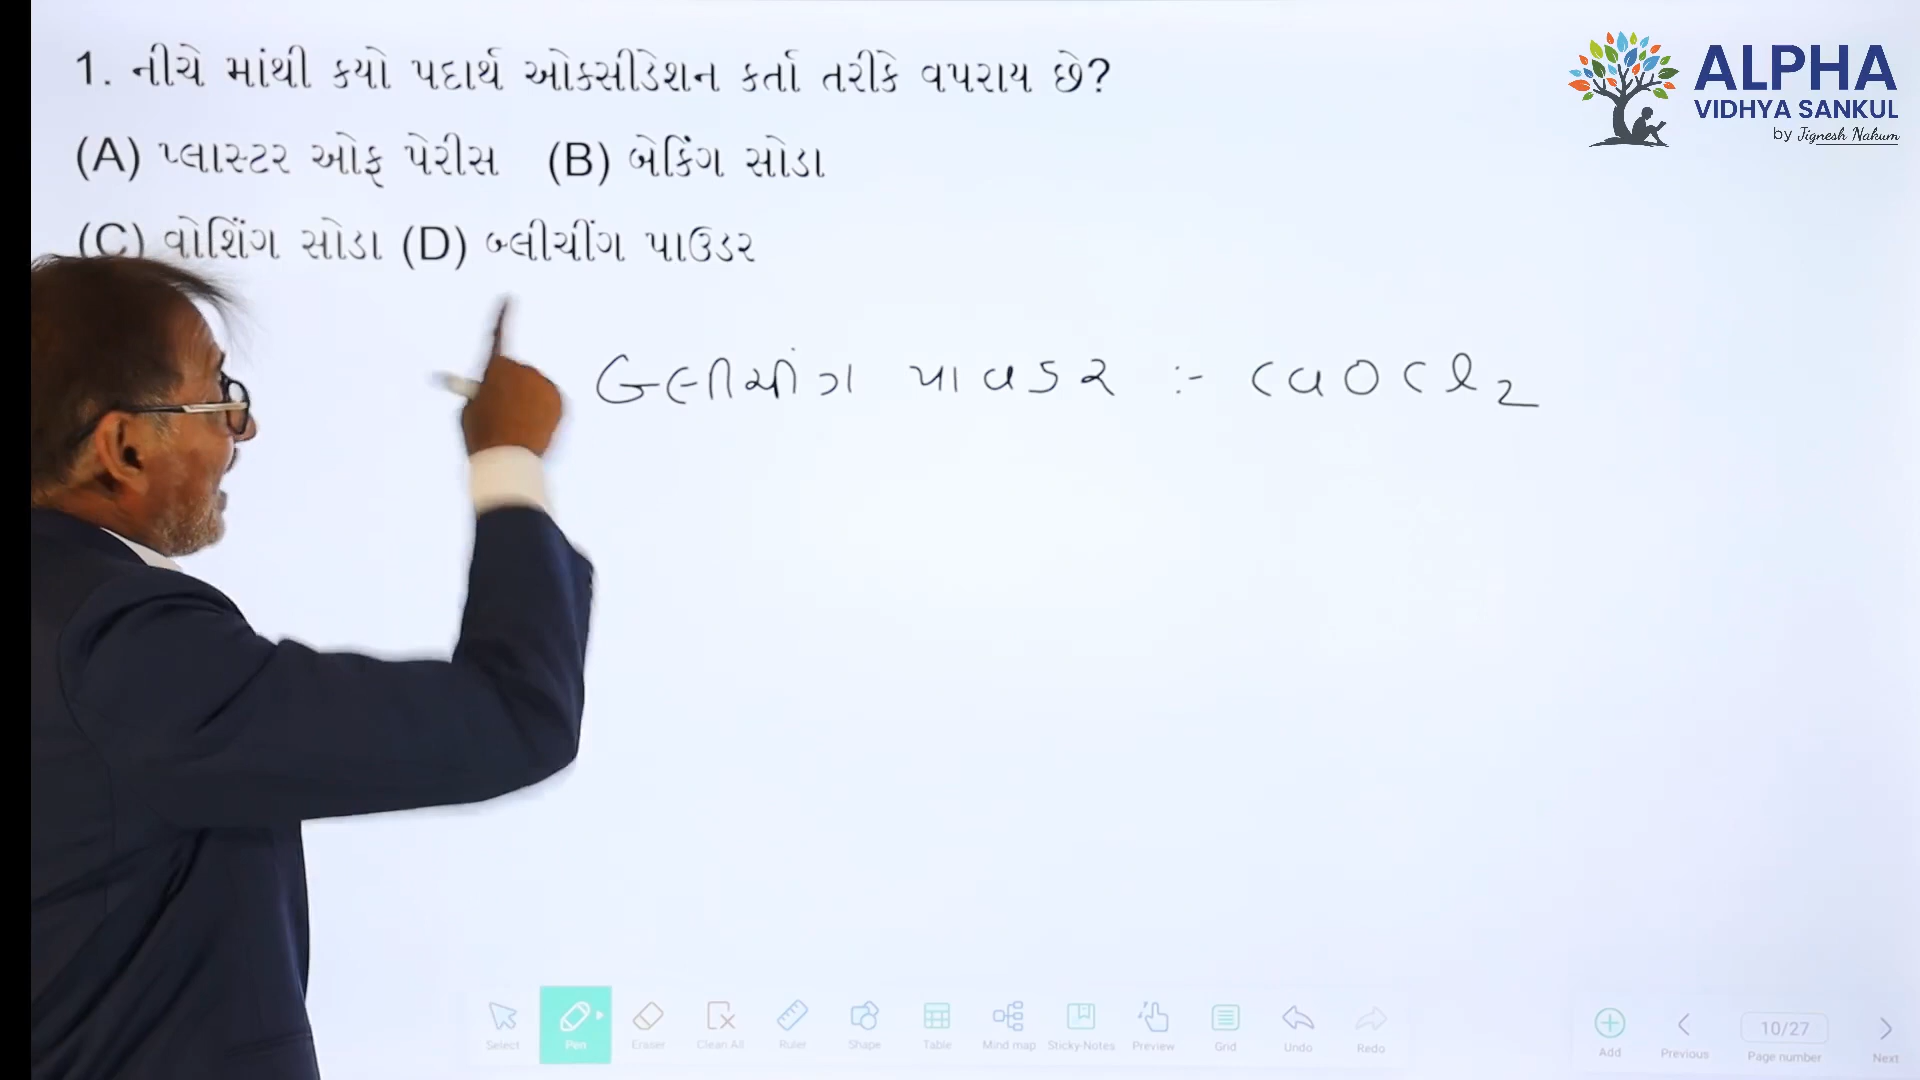 1. નીચે માંથી કયો પદાર્થ ઓક્સીડેશન કર્તા તરીકે વપરાય છે?
(A) પ્લાસ્ટર ઓફ પેરીસ (B) બેકિંગ સોડા
(C) વોશિંગ સોડા (D) બ્લીચીંગ પાઉડર
બ્લીચીંગ પાવડર :- CaOCl2
ALPHA
VIDHYA SANKUL
by Jignesh Nakum
Select Pen Eraser Clean All Ruler Shape Table Mind map Sticky-Notes Preview Grid Undo Redo
Add Previous 10/27 Page number Next